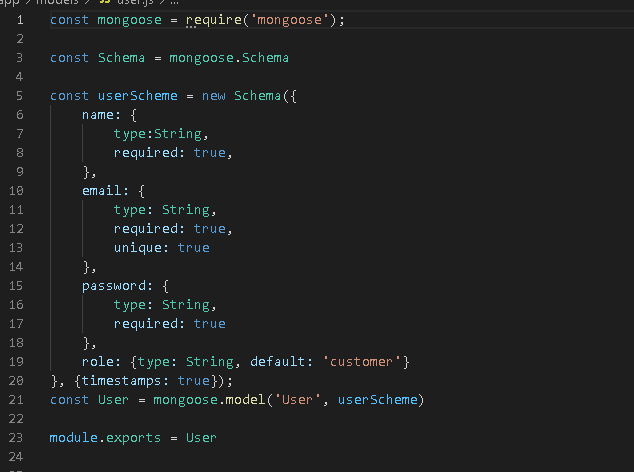 app > models > JS user.js > ...
1 const mongoose = require('mongoose');
2
3 const Schema = mongoose.Schema
4
5 const userScheme = new Schema({
6     name: {
7         type:String,
8         required: true,
9     },
10     email: {
11         type: String,
12         required: true,
13         unique: true
14     },
15     password: {
16         type: String,
17         required: true
18     },
19     role: {type: String, default: 'customer'}
20 }, {timestamps: true});
21 const User = mongoose.model('User', userScheme)
22
23 module.exports = User
24